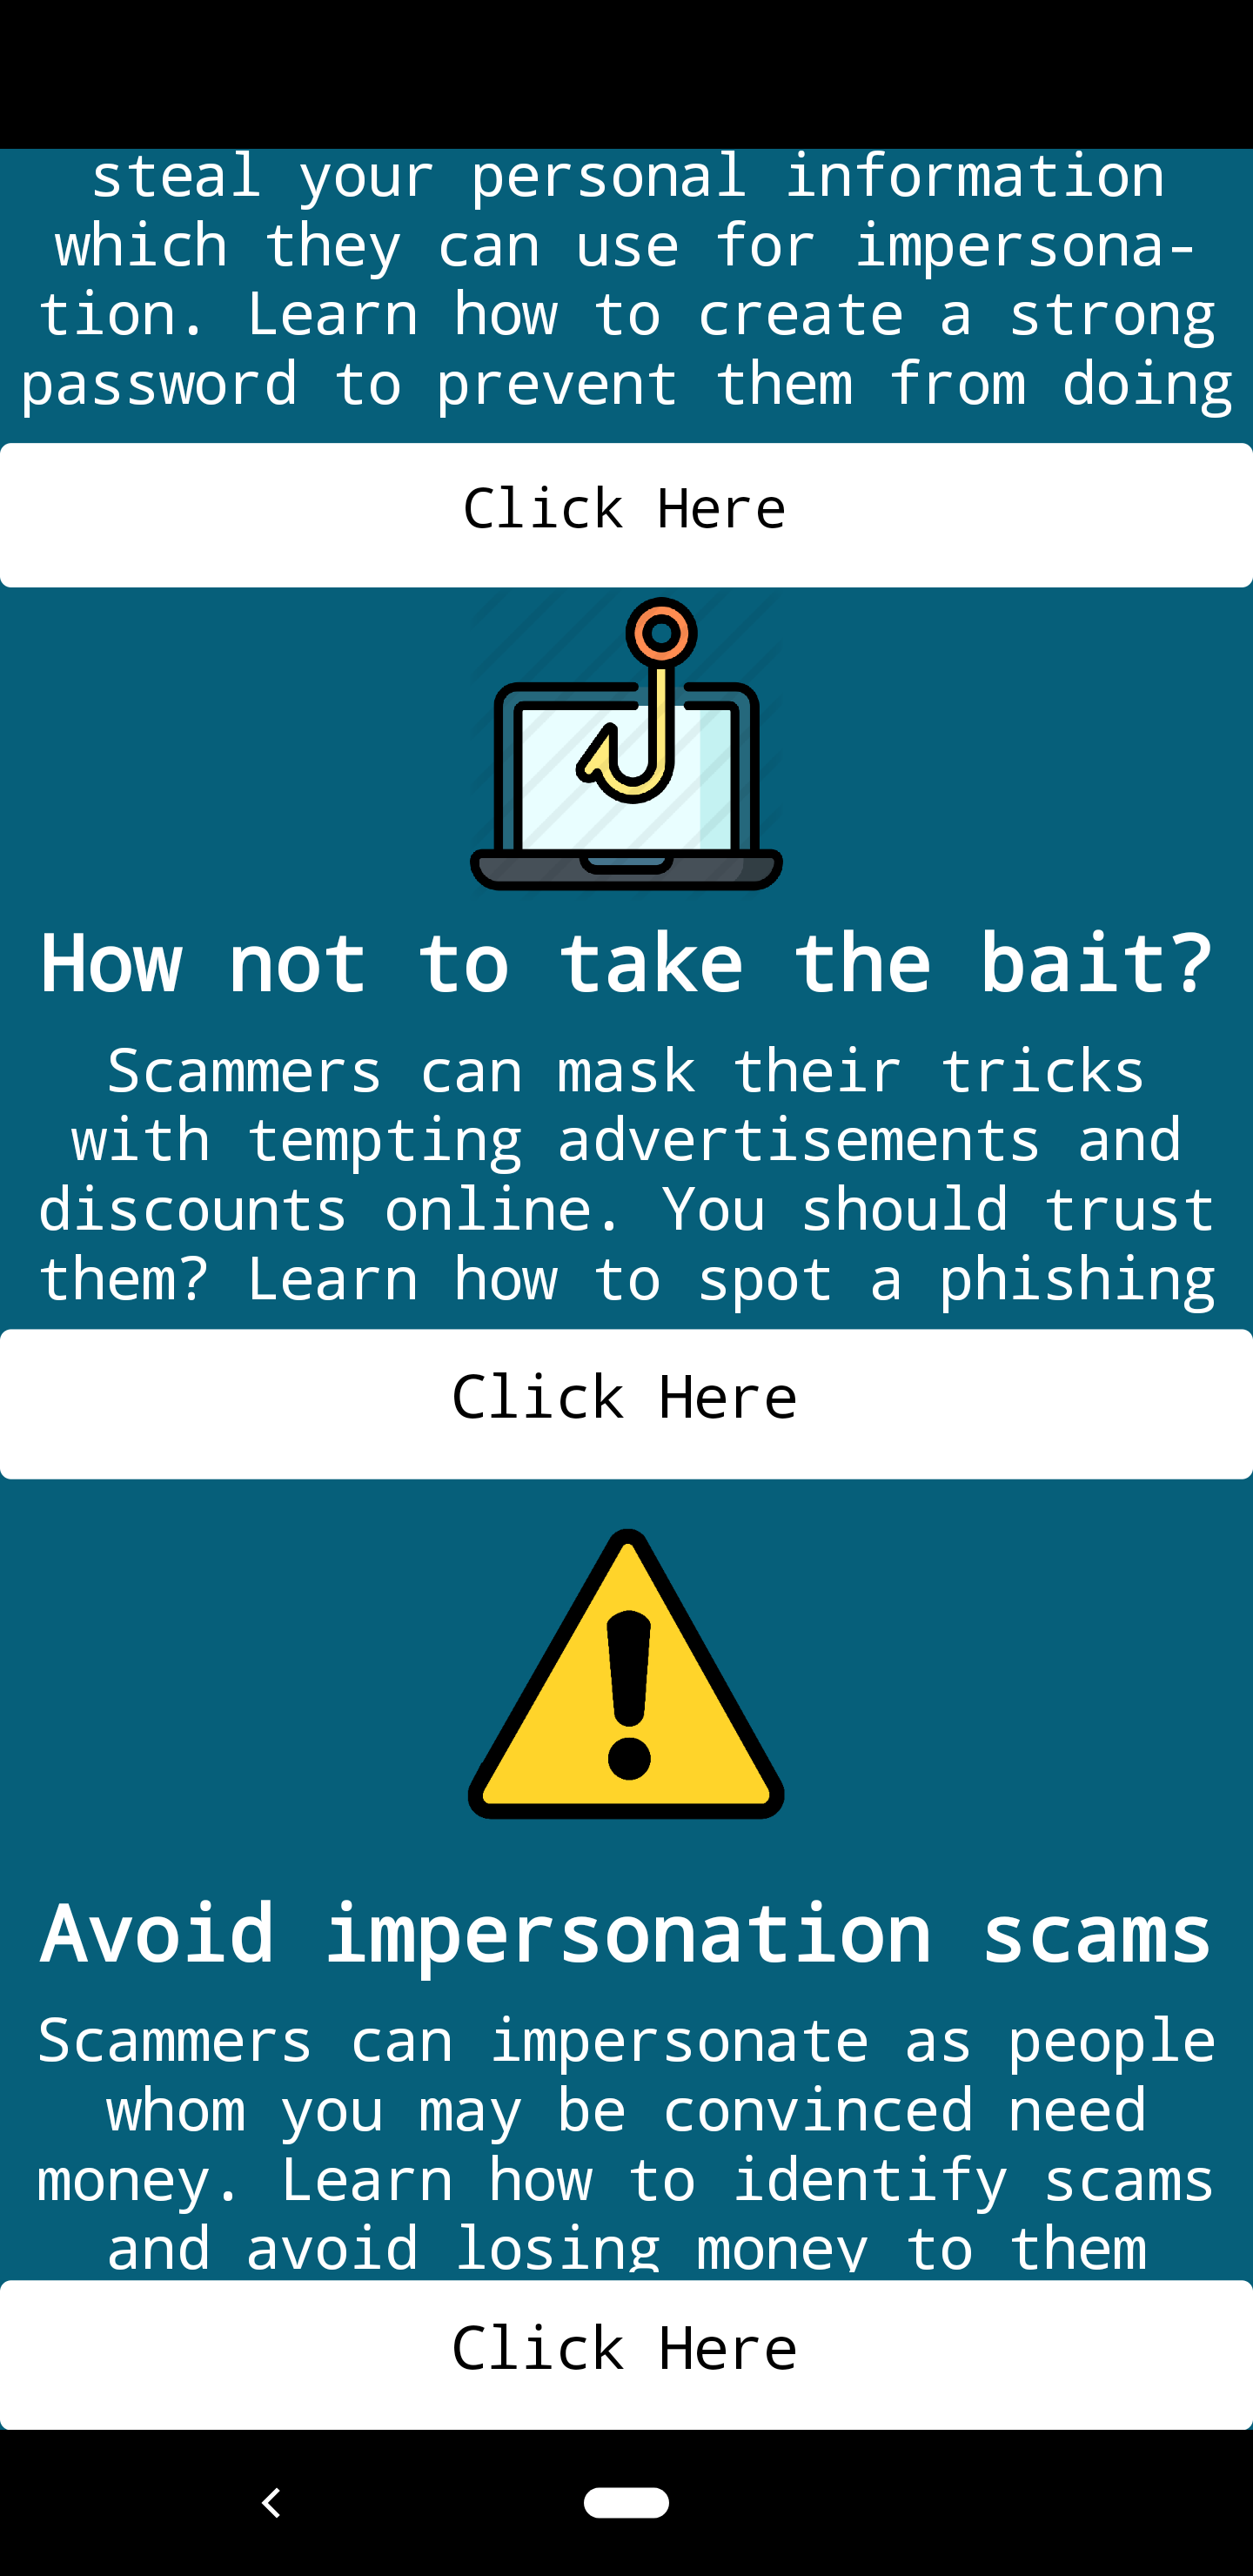 steal your personal information
which they can use for impersona-
tion. Learn how to create a strong
password to prevent them from doing
Click Here
How not to take the bait?
Scammers can mask their tricks
with tempting advertisements and
discounts online. You should trust
them? Learn how to spot a phishing
Click Here
Avoid impersonation scams
Scammers can impersonate as people
whom you may be convinced need
money. Learn how to identify scams
and avoid losing money to them
Click Here